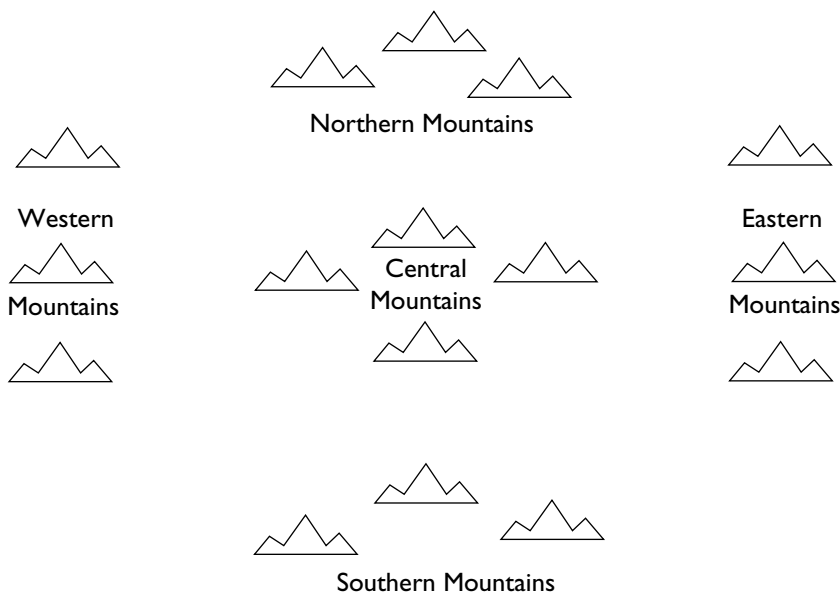 Northern Mountains
Western
Mountains
Central
Mountains
Eastern
Mountains
Southern Mountains